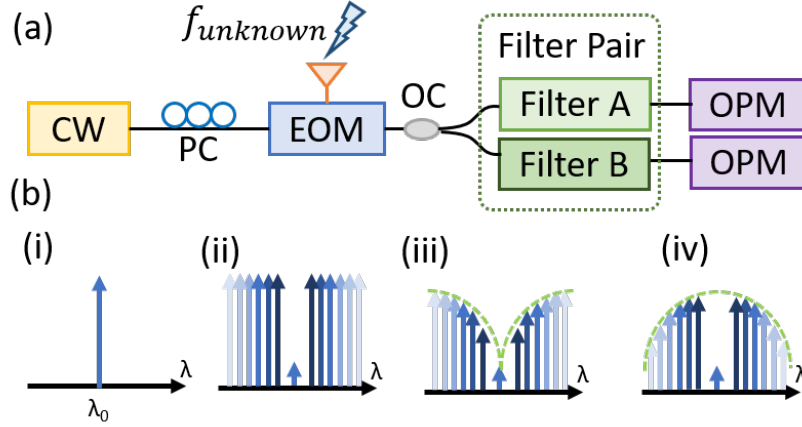 (a)
f_unknown
Filter Pair
CW
PC
EOM
OC
Filter A
OPM
Filter B
OPM
(b)
(i)
(ii)
(iii)
(iv)
λ
λ
λ
λ
λ₀